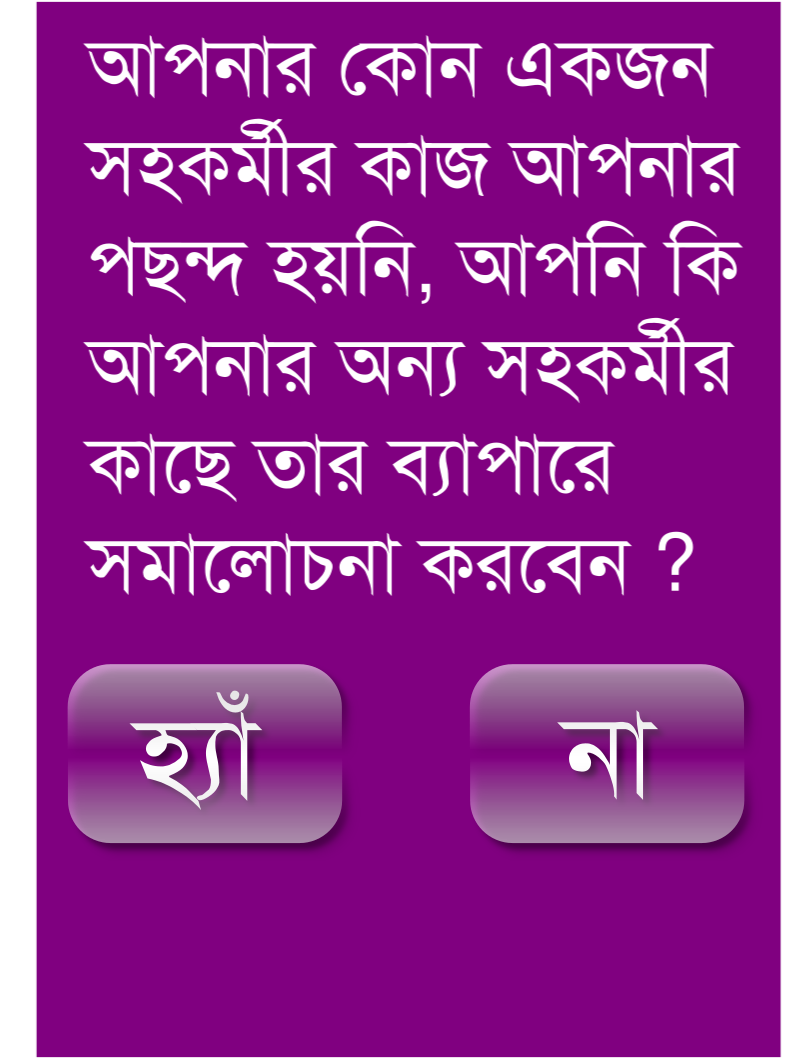 আপনার কোন একজন
সহকর্মীর কাজ আপনার
পছন্দ হয়নি, আপনি কি
আপনার অন্য সহকর্মীর
কাছে তার ব্যাপারে
সমালোচনা করবেন ?
হ্যাঁ
না